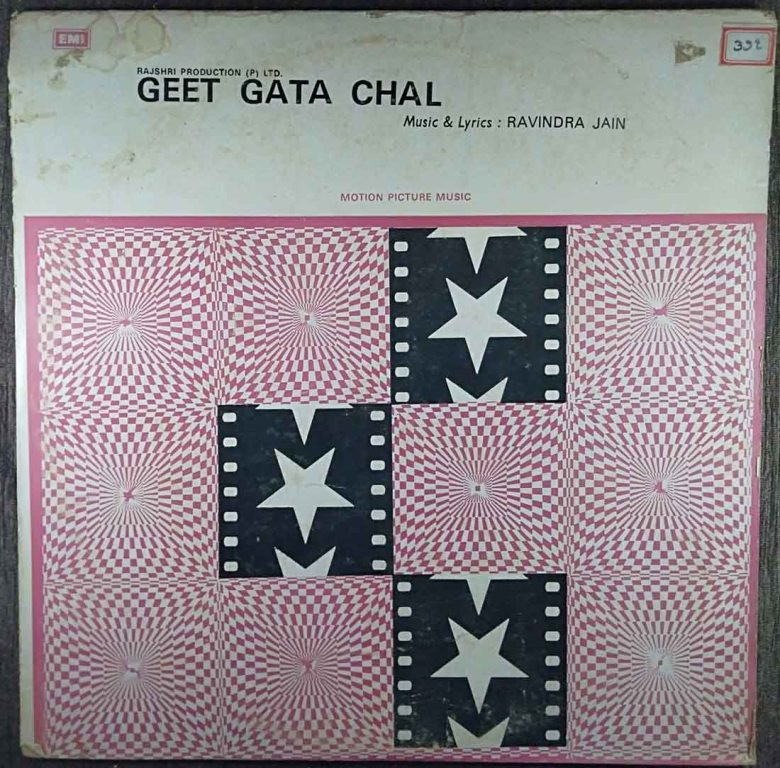 EMI
332
RAJSHRI PRODUCTION (P) LTD.
GEET GATA CHAL
Music & Lyrics : RAVINDRA JAIN
MOTION PICTURE MUSIC